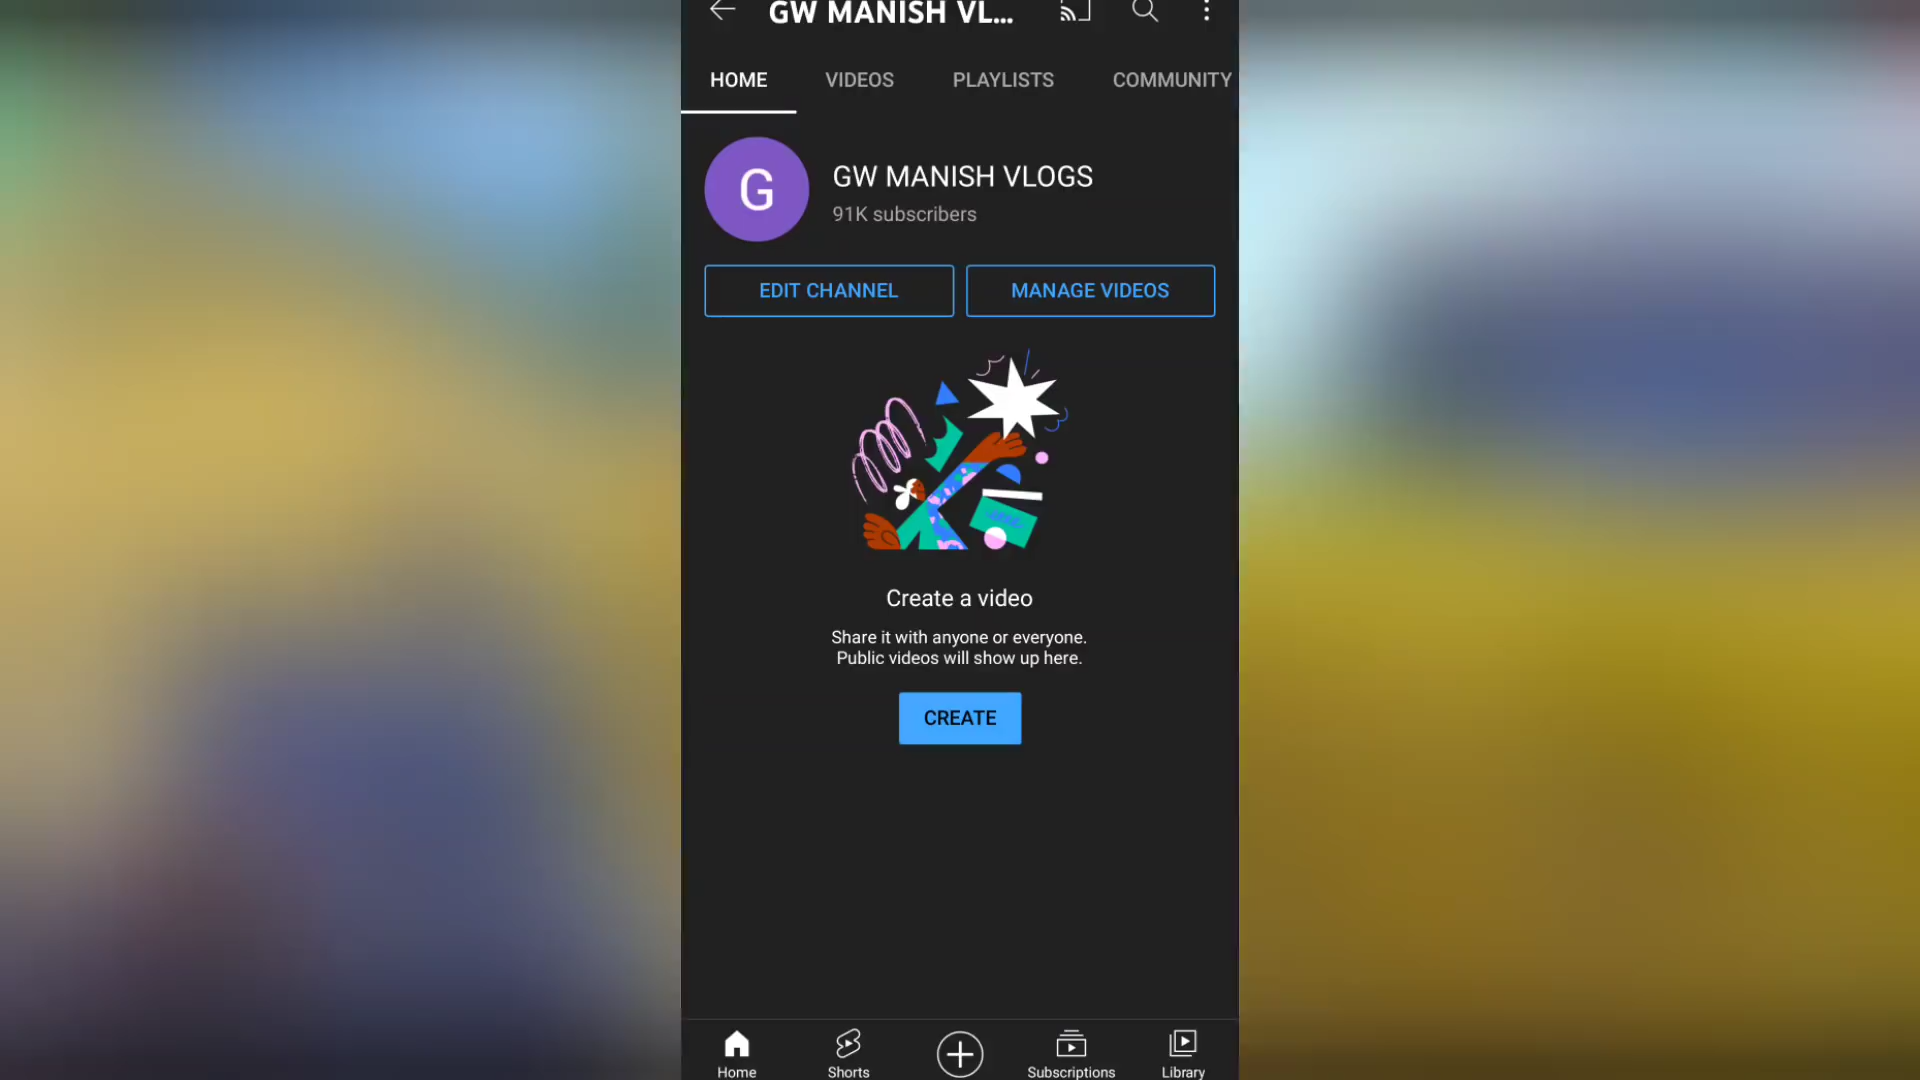 GW MANISH VL...
HOME VIDEOS PLAYLISTS COMMUNITY
G
GW MANISH VLOGS
91K subscribers
EDIT CHANNEL MANAGE VIDEOS
Create a video
Share it with anyone or everyone.
Public videos will show up here.
CREATE
Home Shorts Subscriptions Library